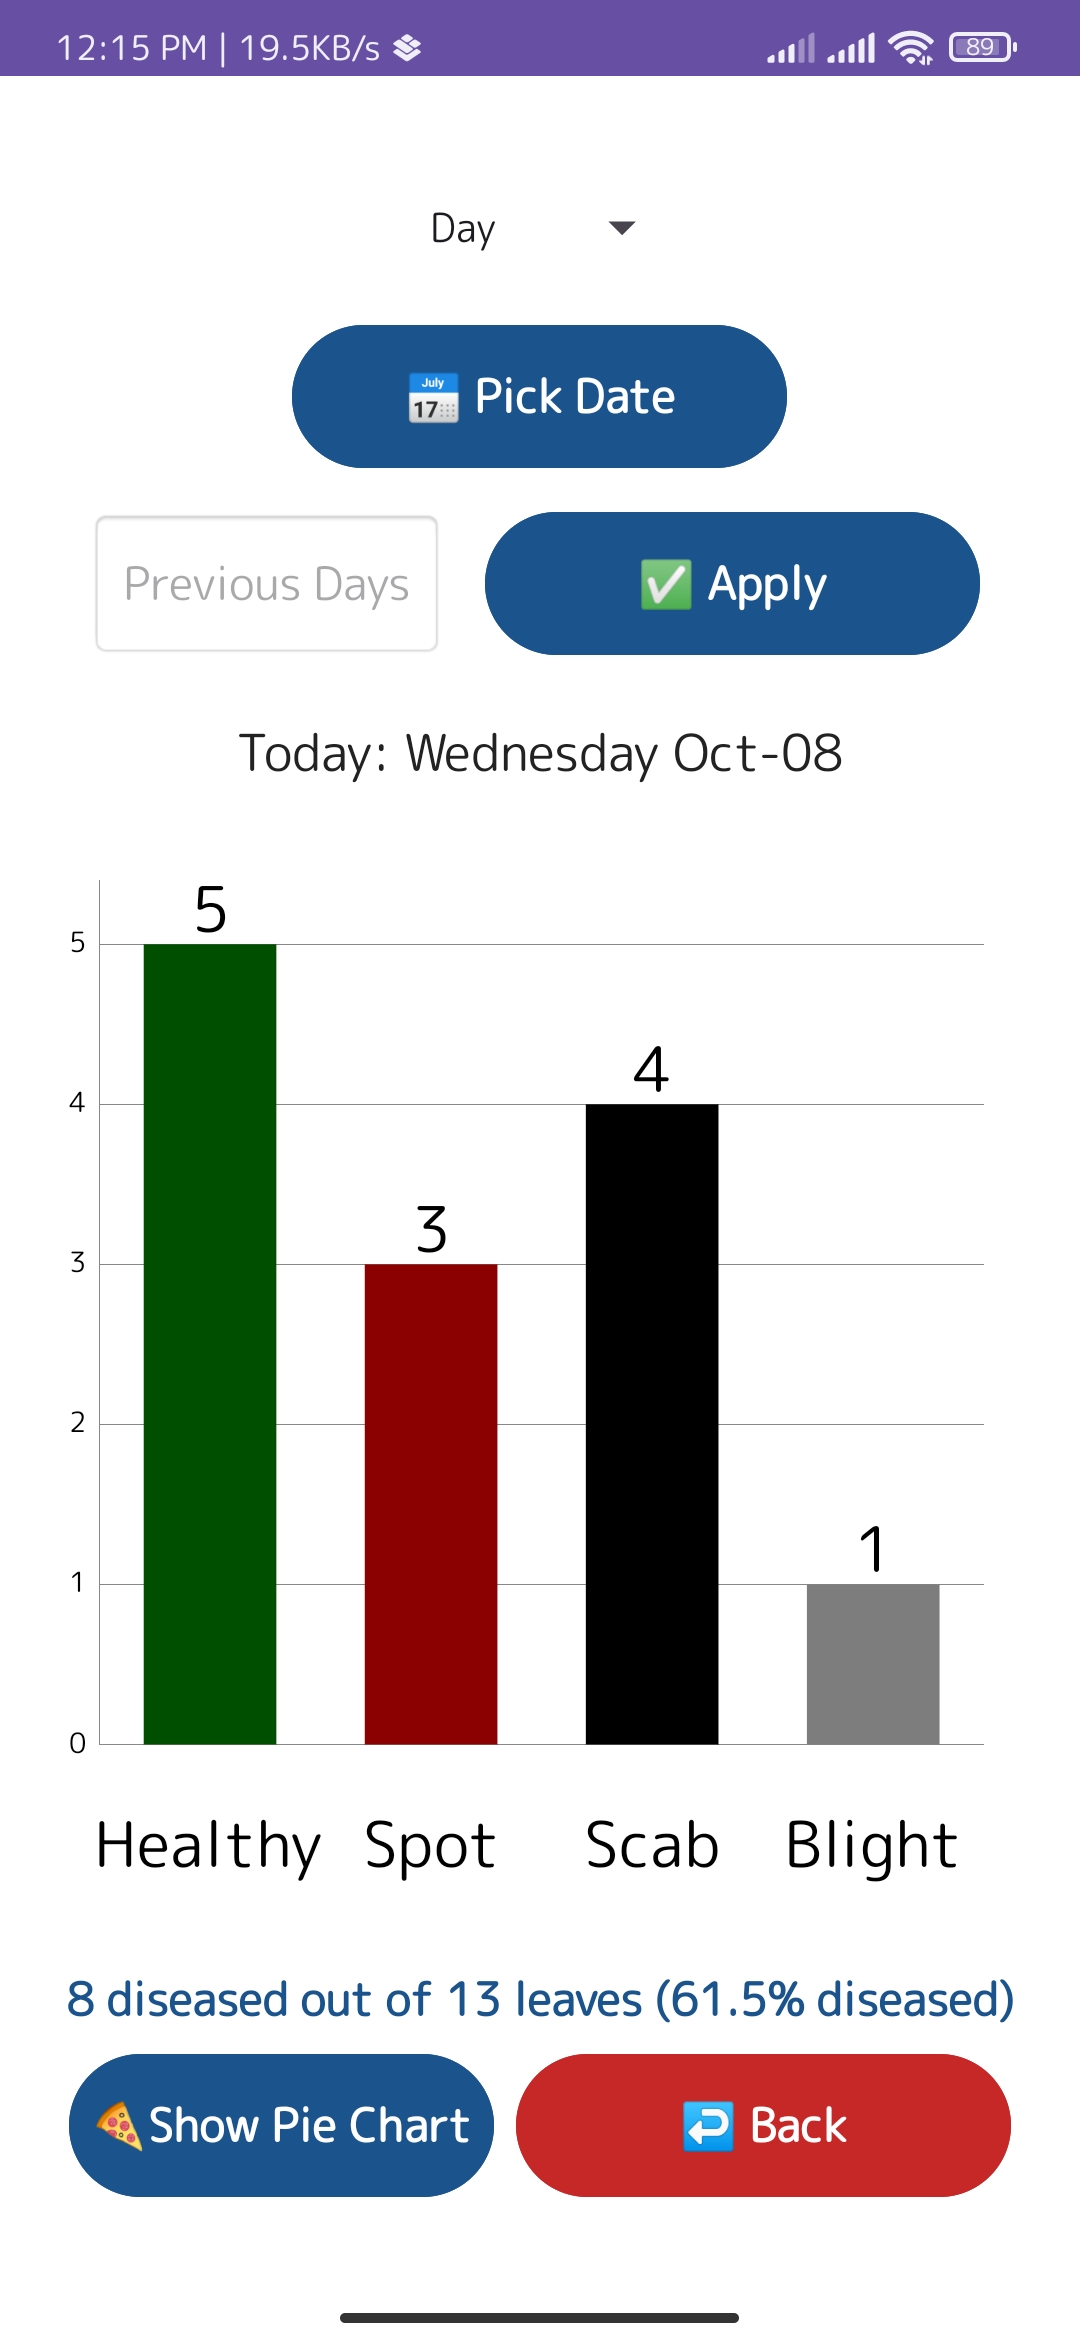 12:15 PM | 19.5KB/s
89
Day
July
17
Pick Date
Previous Days
Apply
Today: Wednesday Oct-08
5
5
4
4
3
3
2
1
1
0
Healthy Spot Scab Blight
8 diseased out of 13 leaves (61.5% diseased)
Show Pie Chart
Back